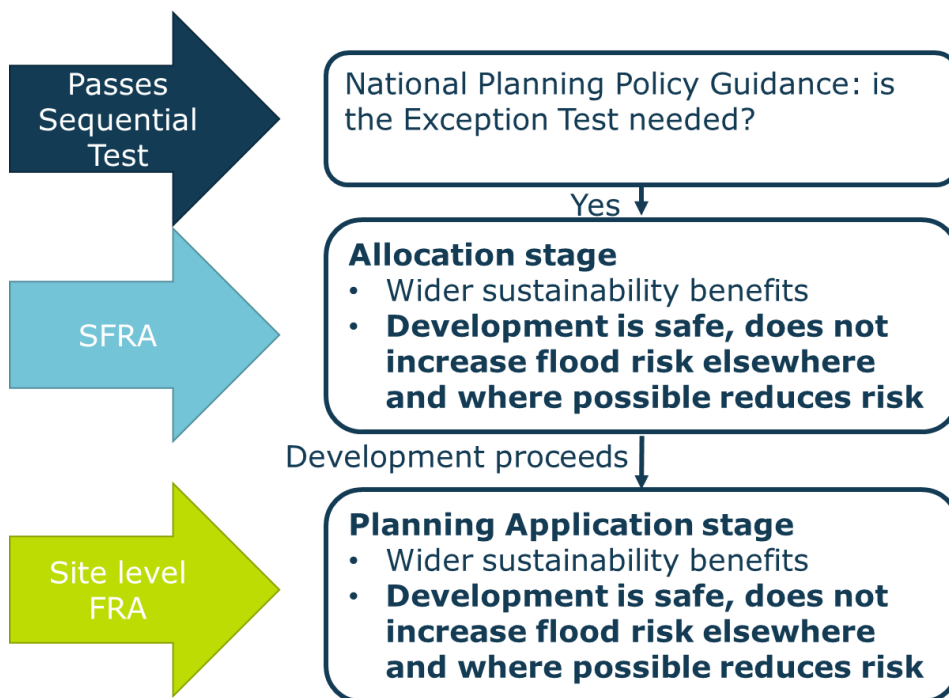 Passes
Sequential
Test
National Planning Policy Guidance: is
the Exception Test needed?
Yes
SFRA
Allocation stage
• Wider sustainability benefits
• Development is safe, does not
increase flood risk elsewhere
and where possible reduces risk
Development proceeds
Site level
FRA
Planning Application stage
• Wider sustainability benefits
• Development is safe, does not
increase flood risk elsewhere
and where possible reduces risk